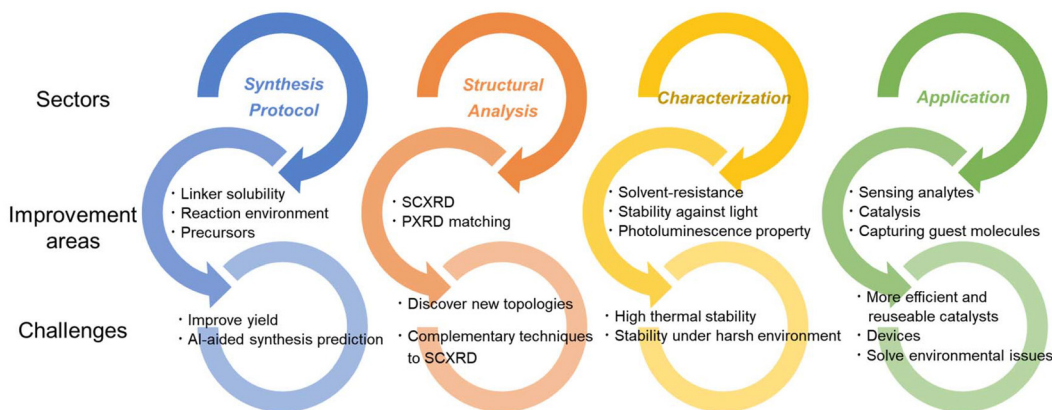 Sectors
Synthesis
Protocol
Structural
Analysis
Characterization
Application
Improvement
areas
・Linker solubility
・Reaction environment
・Precursors
・SCXRD
・PXRD matching
・Solvent-resistance
・Stability against light
・Photoluminescence property
・Sensing analytes
・Catalysis
・Capturing guest molecules
Challenges
・Improve yield
・AI-aided synthesis prediction
・Discover new topologies
・Complementary techniques
to SCXRD
・High thermal stability
・Stability under harsh environment
・More efficient and
reuseable catalysts
・Devices
・Solve environmental issues